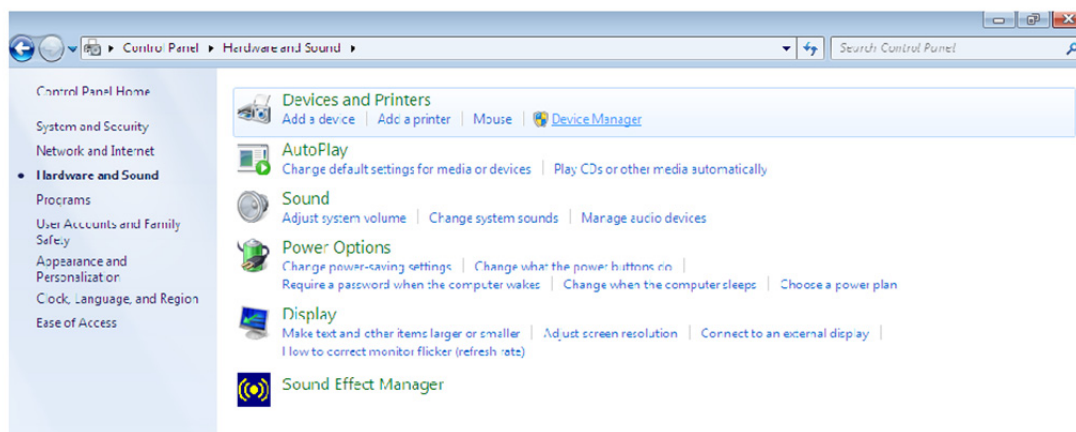 Control Panel ▸ Hardware and Sound ▸
Search Control Panel
Control Panel Home
System and Security
Network and Internet
Hardware and Sound
Programs
User Accounts and Family
Safety
Appearance and
Personalization
Clock, Language, and Region
Ease of Access
Devices and Printers
Add a device | Add a printer | Mouse | Device Manager
AutoPlay
Change default settings for media or devices | Play CDs or other media automatically
Sound
Adjust system volume | Change system sounds | Manage audio devices
Power Options
Change power-saving settings | Change what the power buttons do |
Require a password when the computer wakes | Change when the computer sleeps | Choose a power plan
Display
Make text and other items larger or smaller | Adjust screen resolution | Connect to an external display |
How to correct monitor flicker (refresh rate)
Sound Effect Manager